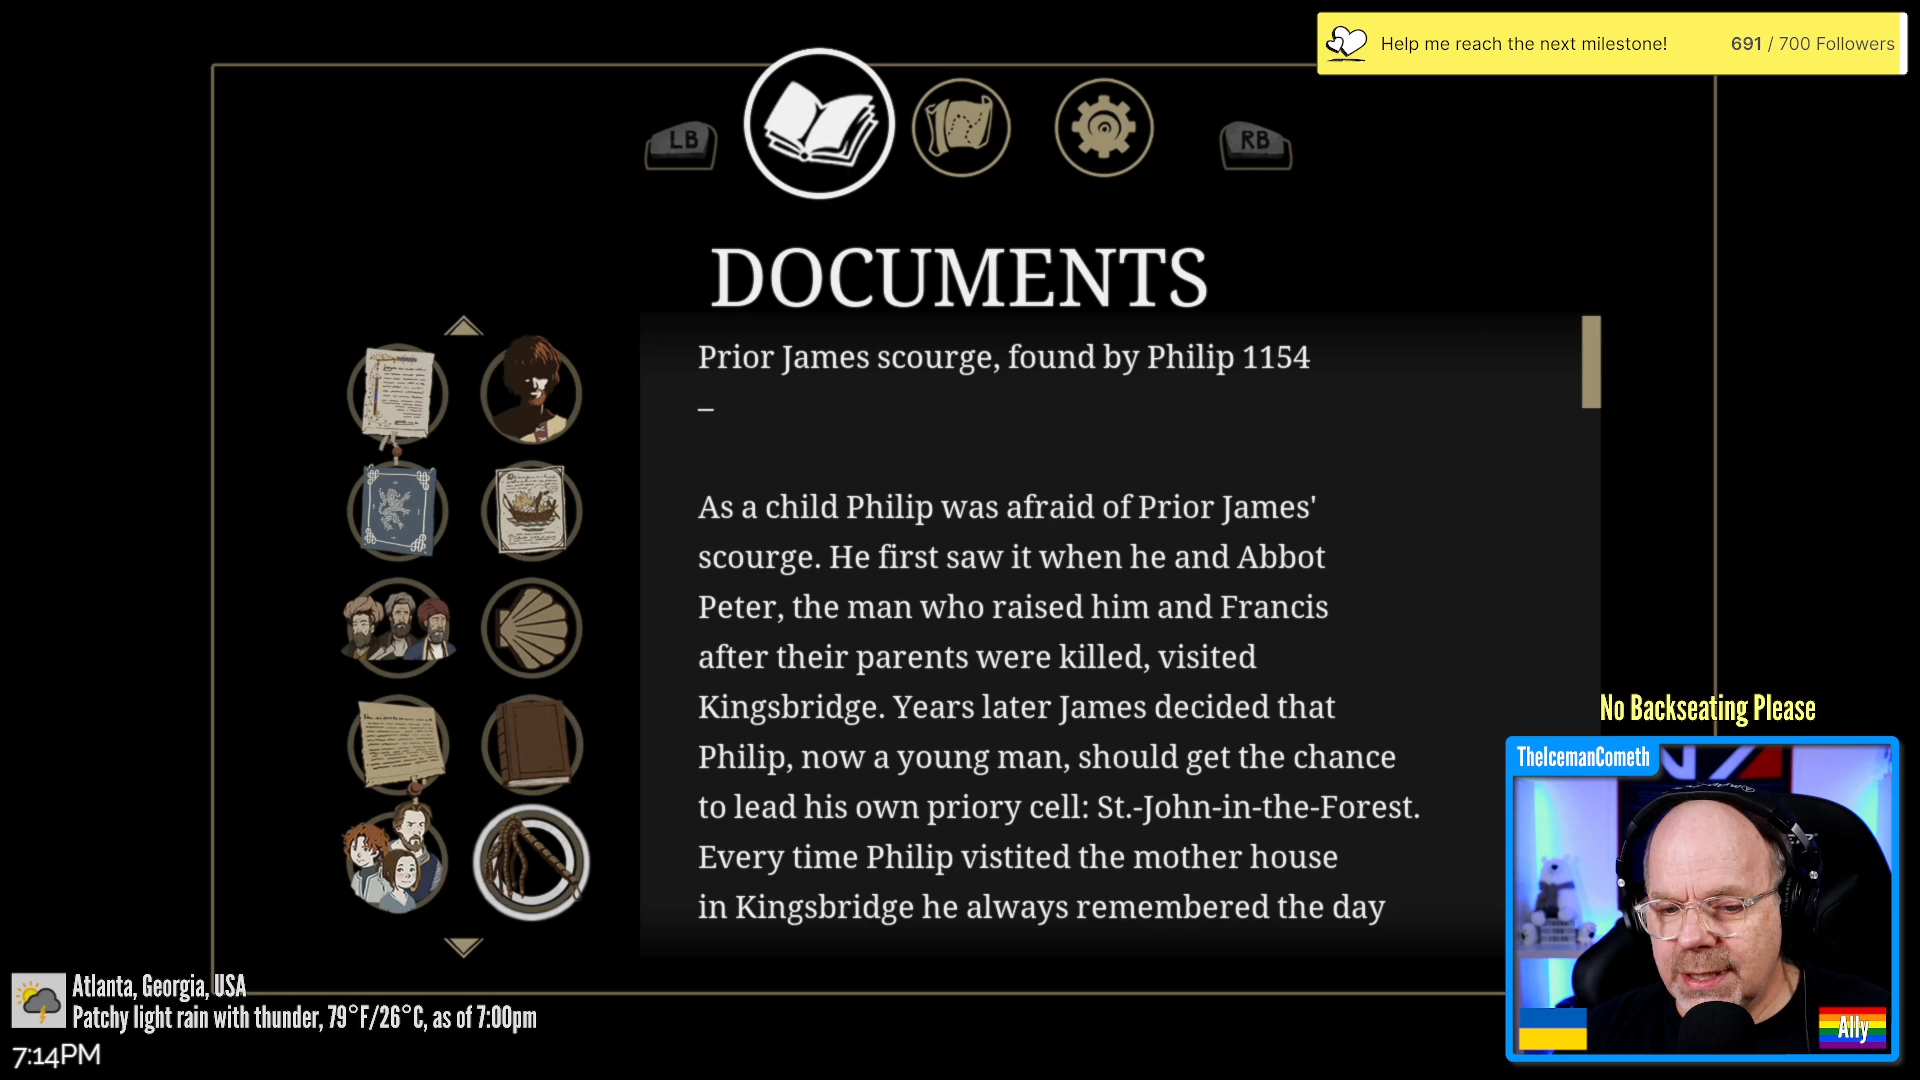 Help me reach the next milestone! 691 / 700 Followers
LB
RB
DOCUMENTS
Prior James scourge, found by Philip 1154
–
As a child Philip was afraid of Prior James'
scourge. He first saw it when he and Abbot
Peter, the man who raised him and Francis
after their parents were killed, visited
Kingsbridge. Years later James decided that
Philip, now a young man, should get the chance
to lead his own priory cell: St.-John-in-the-Forest.
Every time Philip vistited the mother house
in Kingsbridge he always remembered the day
No Backseating Please
TheIcemanCometh
Ally
Atlanta, Georgia, USA
Patchy light rain with thunder, 79°F/26°C, as of 7:00pm
7:14PM